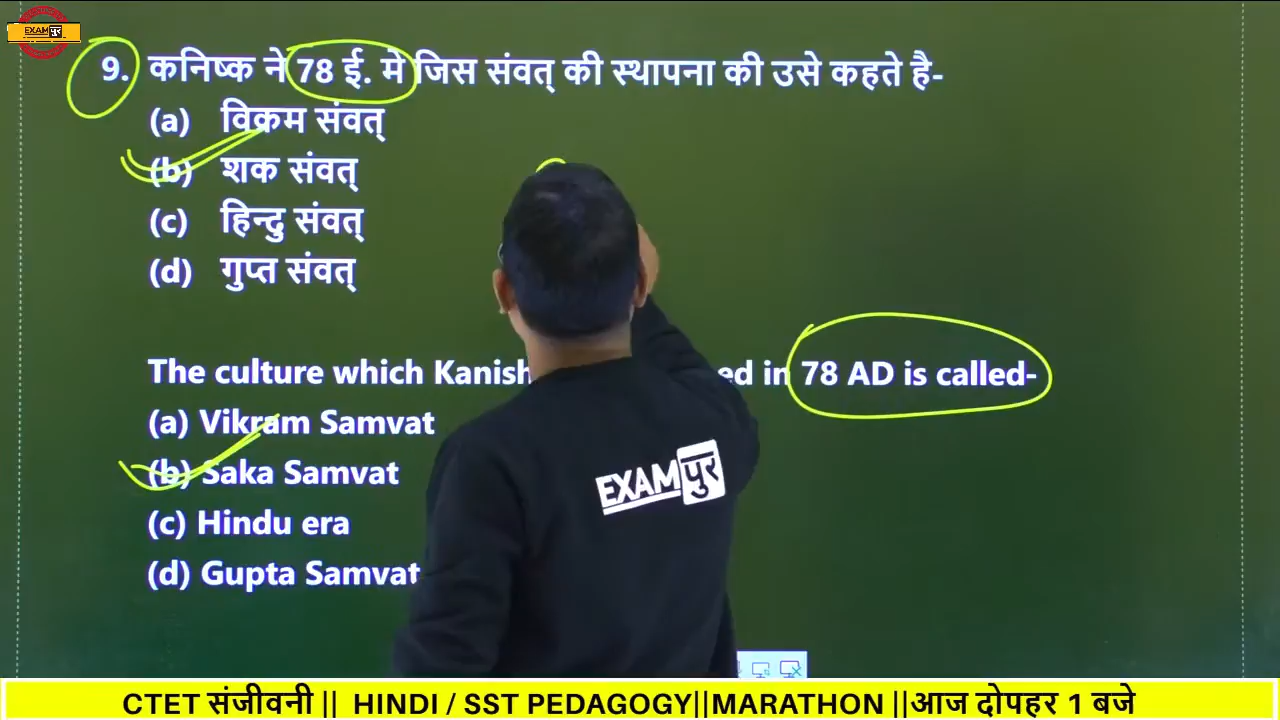 EXAMपुर
9. कनिष्क ने 78 ई. मे जिस संवत् की स्थापना की उसे कहते है-
(a) विक्रम संवत्
(b) शक संवत्
(c) हिन्दु संवत्
(d) गुप्त संवत्
The culture which Kanish ed in 78 AD is called-
(a) Vikram Samvat
(b) Saka Samvat
(c) Hindu era
(d) Gupta Samvat
EXAMपुर
CTET संजीवनी || HINDI / SST PEDAGOGY||MARATHON ||आज दोपहर 1 बजे